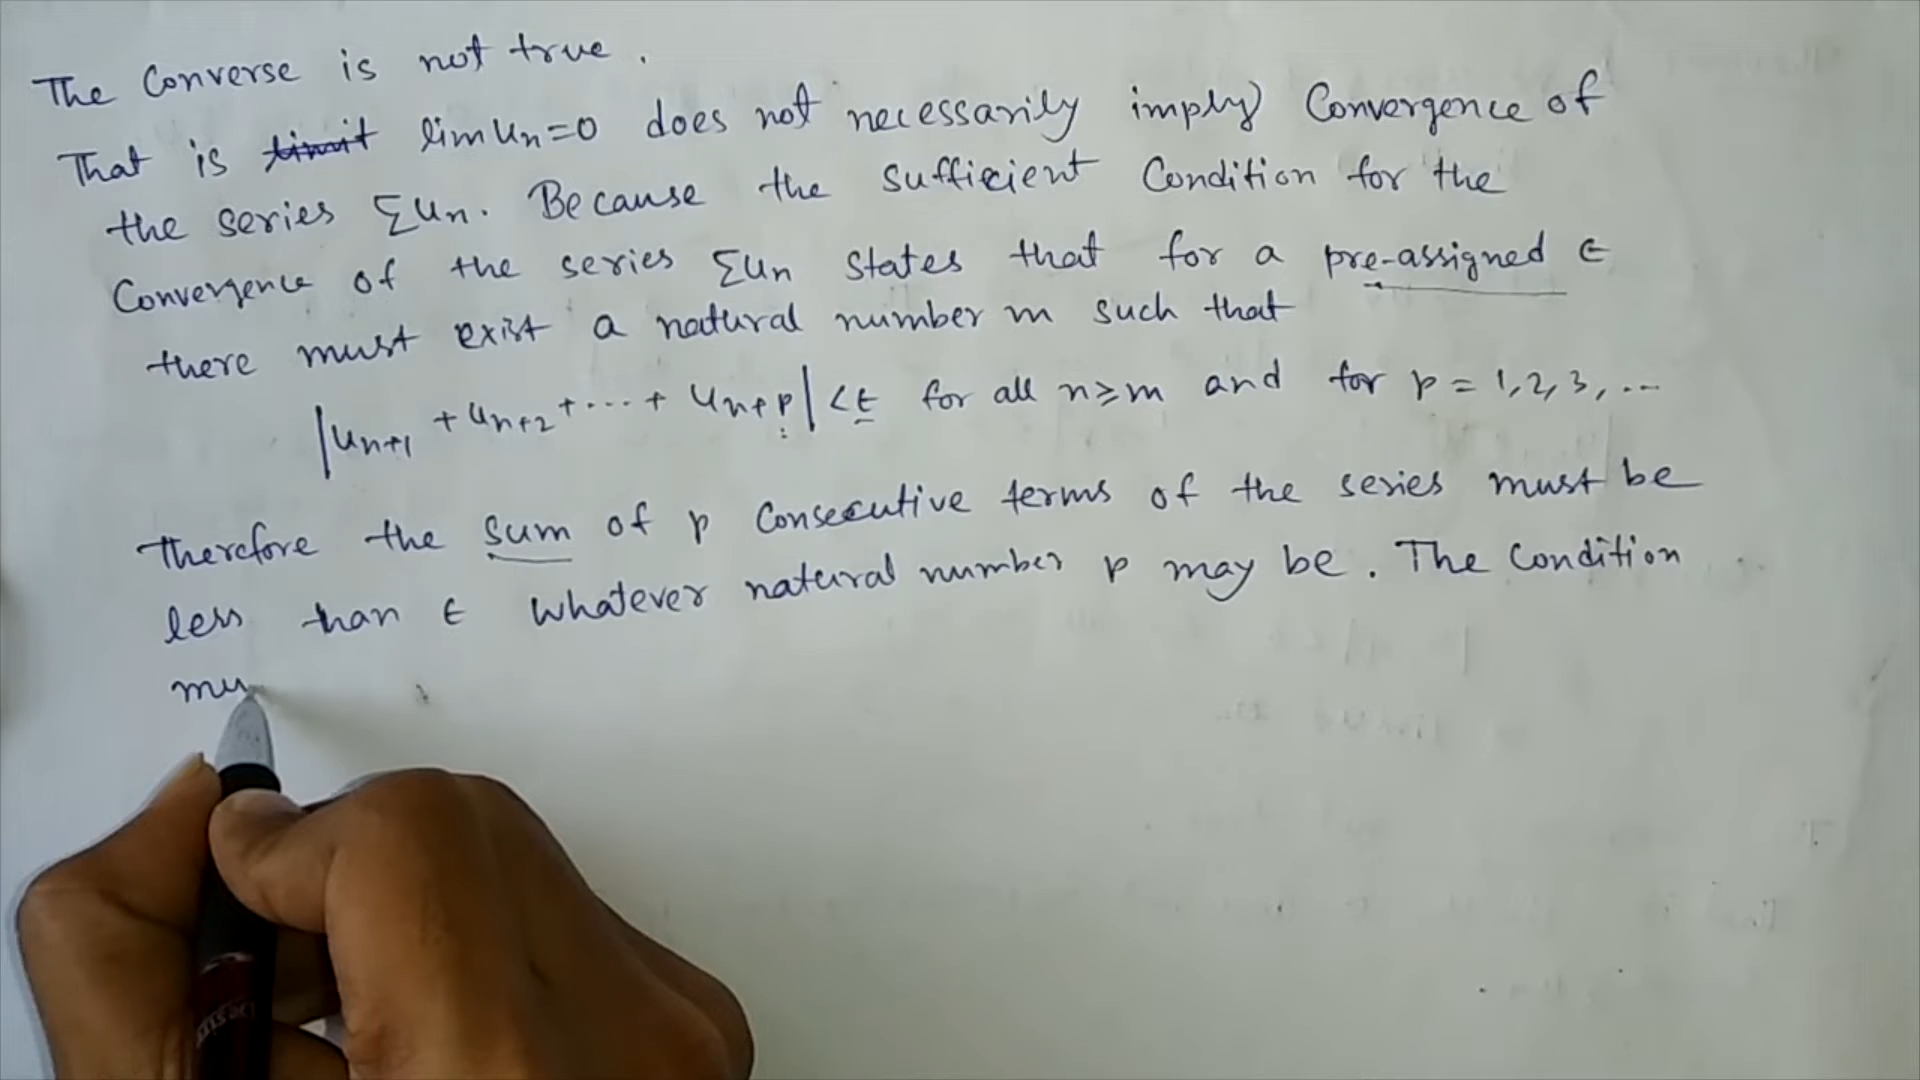 The Converse is not true.
That is limit lim un=0 does not necessarily imply Convergence of
the series Σun. Because the sufficient Condition for the
Convergence of the series Σun states that for a pre-assigned ϵ
there must exist a natural number m such that
|un+1 + un+2 + .... + un+p| < ϵ for all n ≥ m and for p = 1, 2, 3, ...
Therefore the sum of p Consecutive terms of the series must be
less than ϵ whatever natural number p may be. The Condition
mu